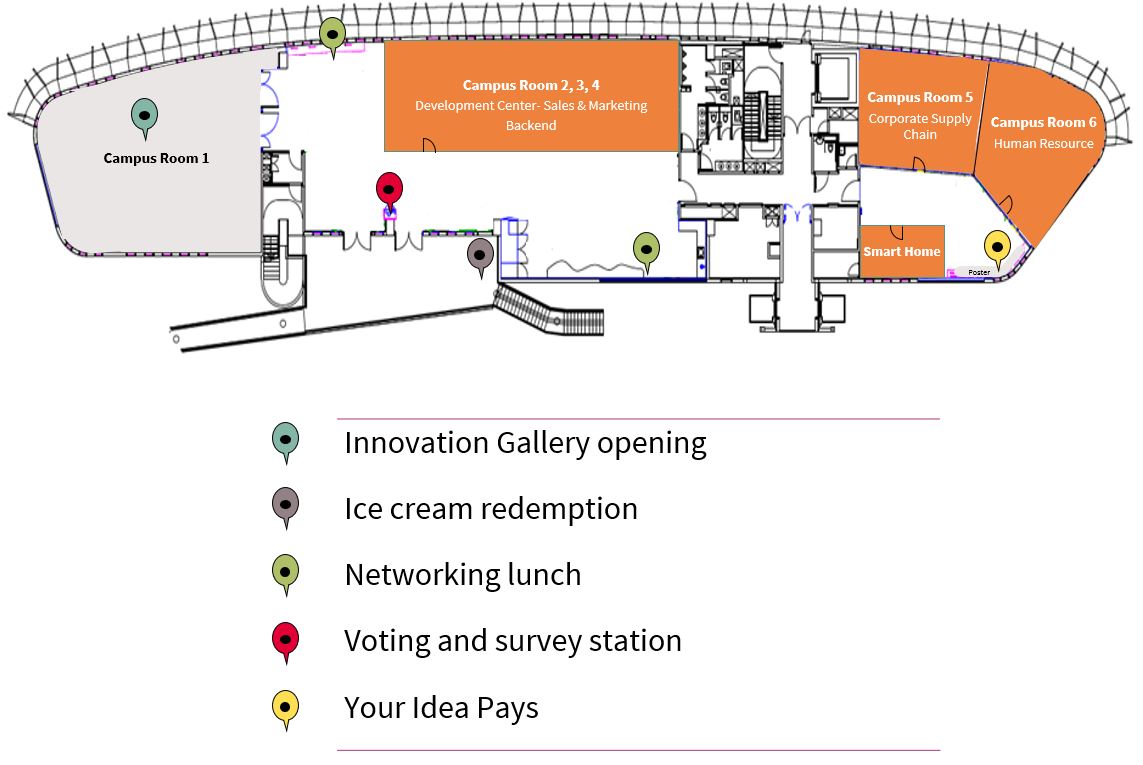 Campus Room 2, 3, 4
Development Center- Sales & Marketing
Backend
Campus Room 5
Corporate Supply
Chain
Campus Room 6
Human Resource
Campus Room 1
Smart Home
Poster
Innovation Gallery opening
Ice cream redemption
Networking lunch
Voting and survey station
Your Idea Pays